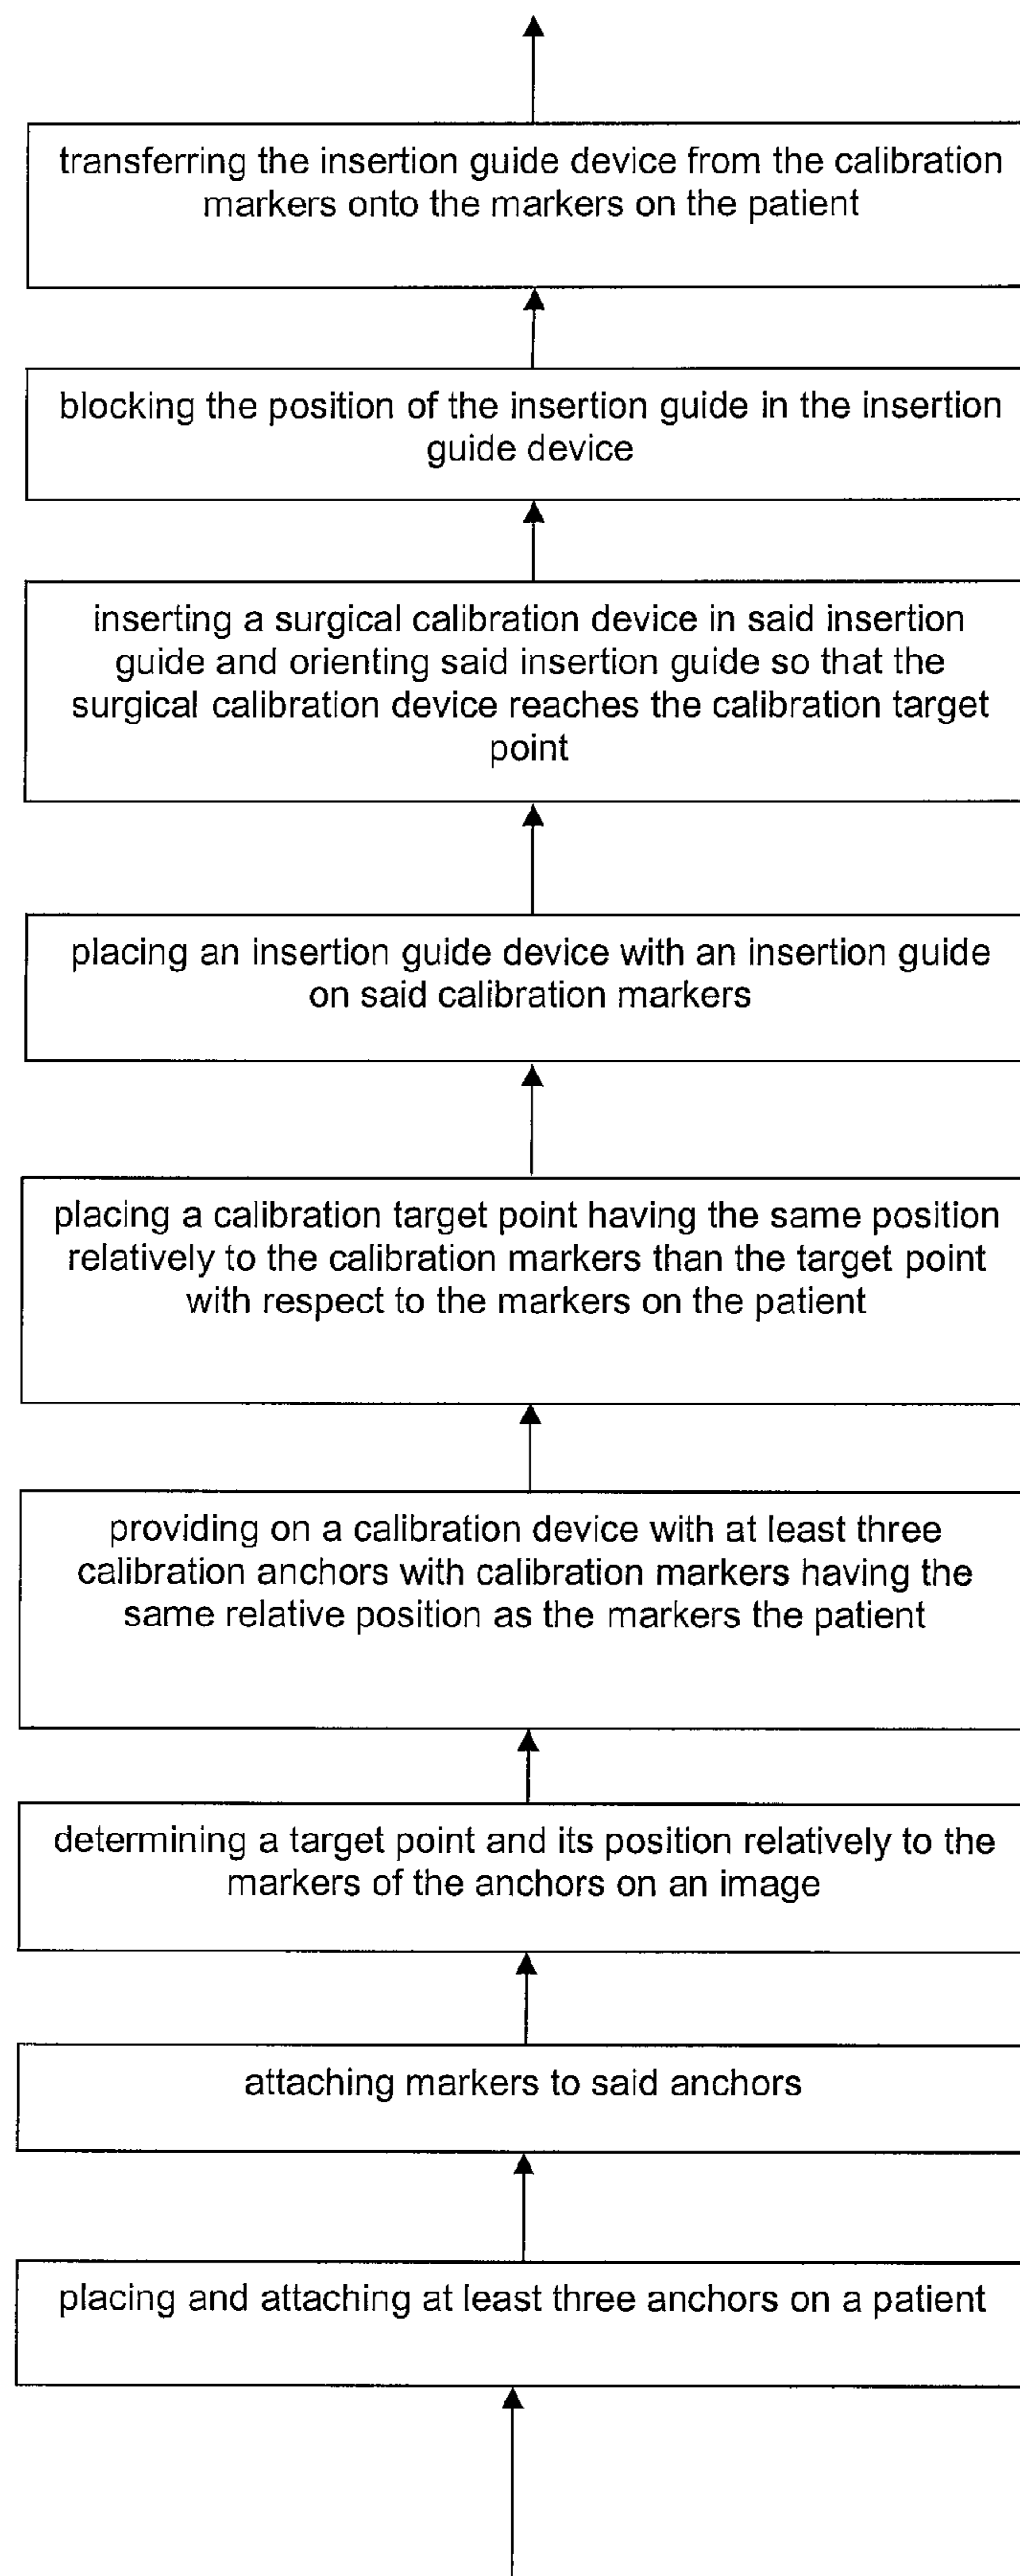 transferring the insertion guide device from the calibration
markers onto the markers on the patient
blocking the position of the insertion guide in the insertion
guide device
inserting a surgical calibration device in said insertion
guide and orienting said insertion guide so that the
surgical calibration device reaches the calibration target
point
placing an insertion guide device with an insertion guide
on said calibration markers
placing a calibration target point having the same position
relatively to the calibration markers than the target point
with respect to the markers on the patient
providing on a calibration device with at least three
calibration anchors with calibration markers having the
same relative position as the markers the patient
determining a target point and its position relatively to the
markers of the anchors on an image
attaching markers to said anchors
placing and attaching at least three anchors on a patient